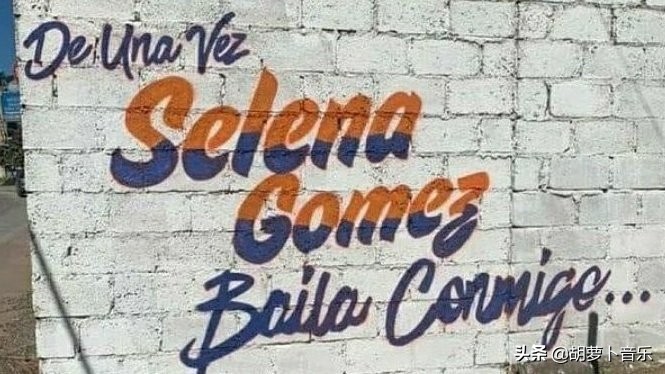 De Una Vez
Selena
Gomez
Baila Conmigo...
头条 @胡萝卜音乐